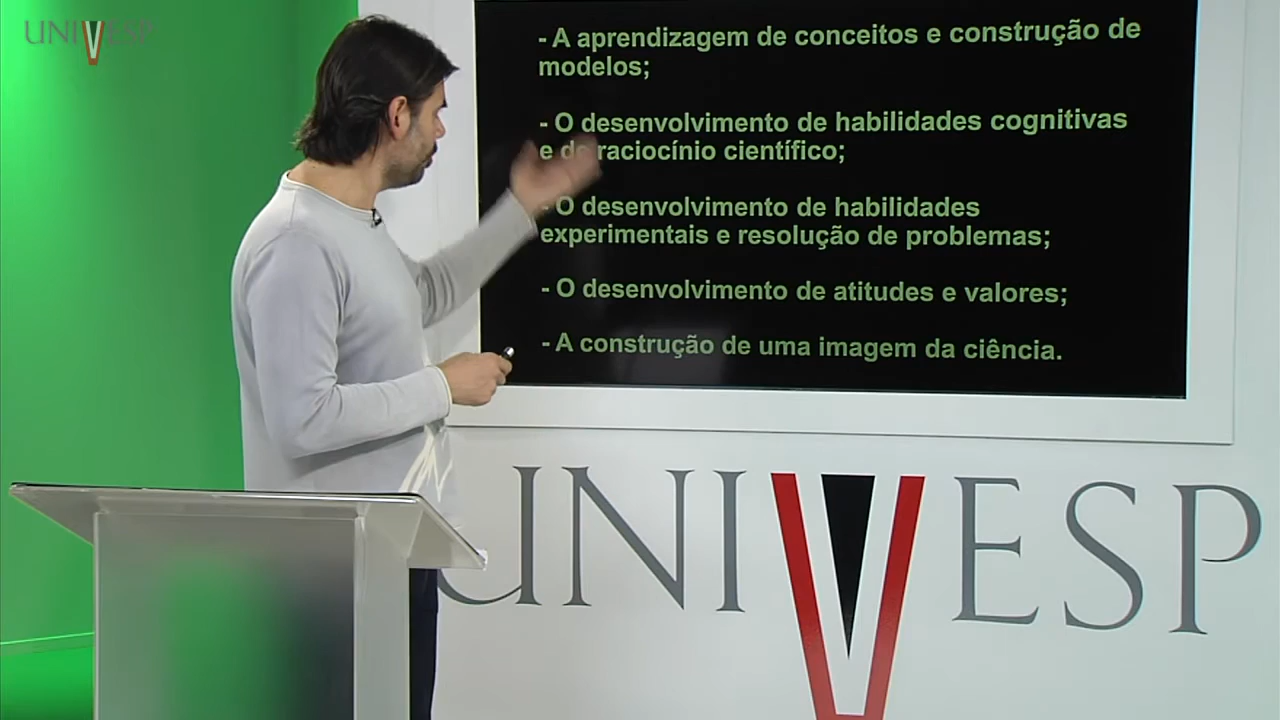 UNIVESP
- A aprendizagem de conceitos e construção de
modelos;
- O desenvolvimento de habilidades cognitivas
e do raciocínio científico;
- O desenvolvimento de habilidades
experimentais e resolução de problemas;
- O desenvolvimento de atitudes e valores;
- A construção de uma imagem da ciência.
UNIVESP